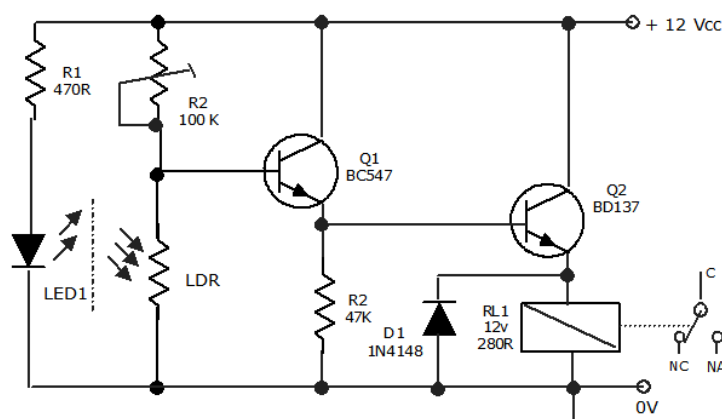 + 12 Vcc
R1
470R
R2
100 K
Q1
BC547
Q2
BD137
LED1
LDR
R2
47K
D1
1N4148
RL1
12v
280R
C
NC
NA
0V